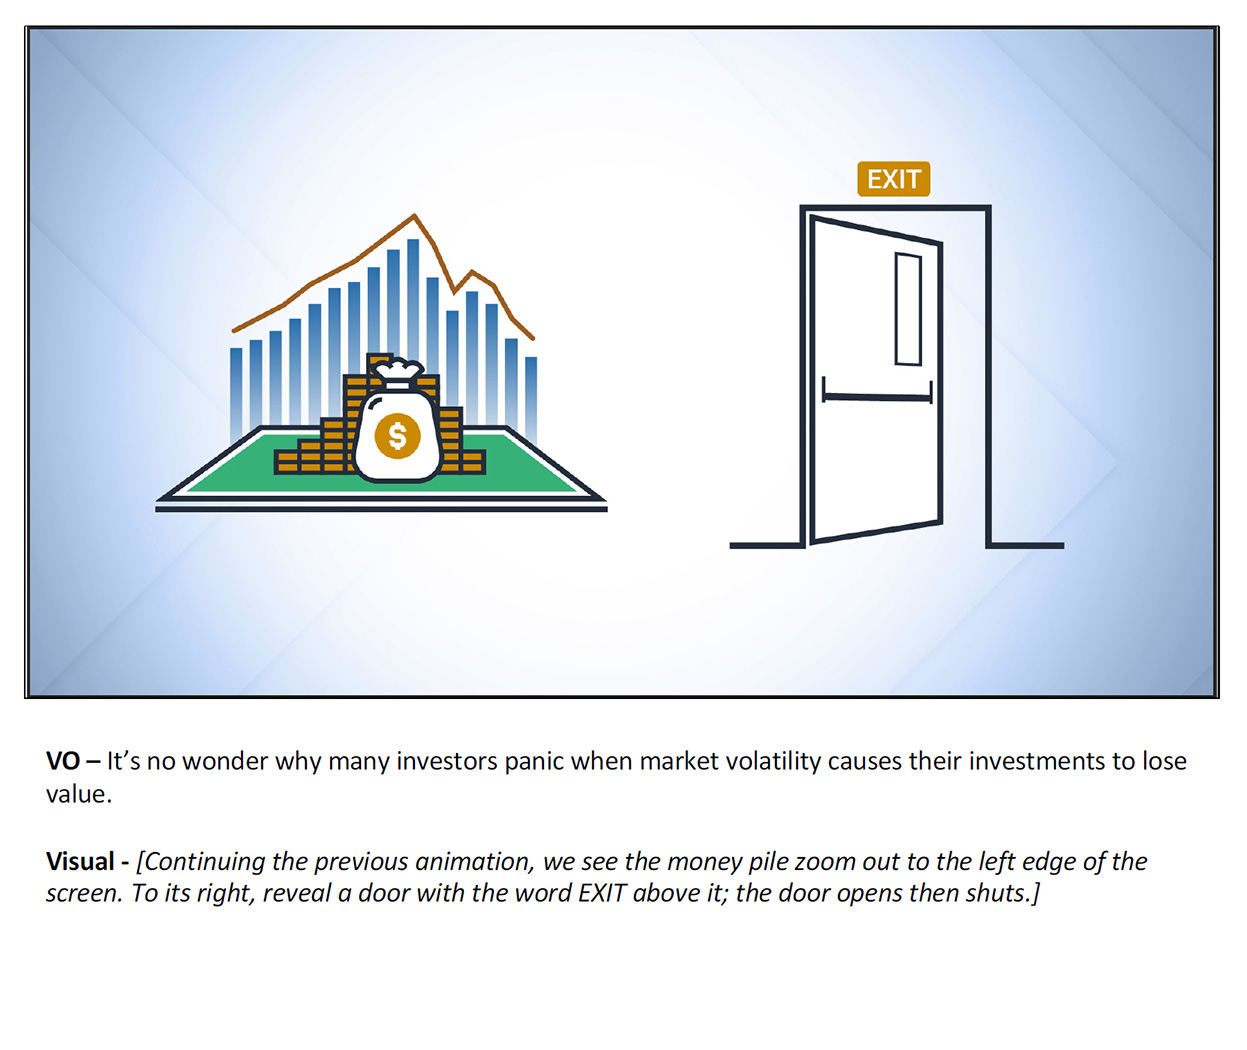 EXIT
$
VO – It’s no wonder why many investors panic when market volatility causes their investments to lose
value.
Visual - [Continuing the previous animation, we see the money pile zoom out to the left edge of the
screen. To its right, reveal a door with the word EXIT above it; the door opens then shuts.]